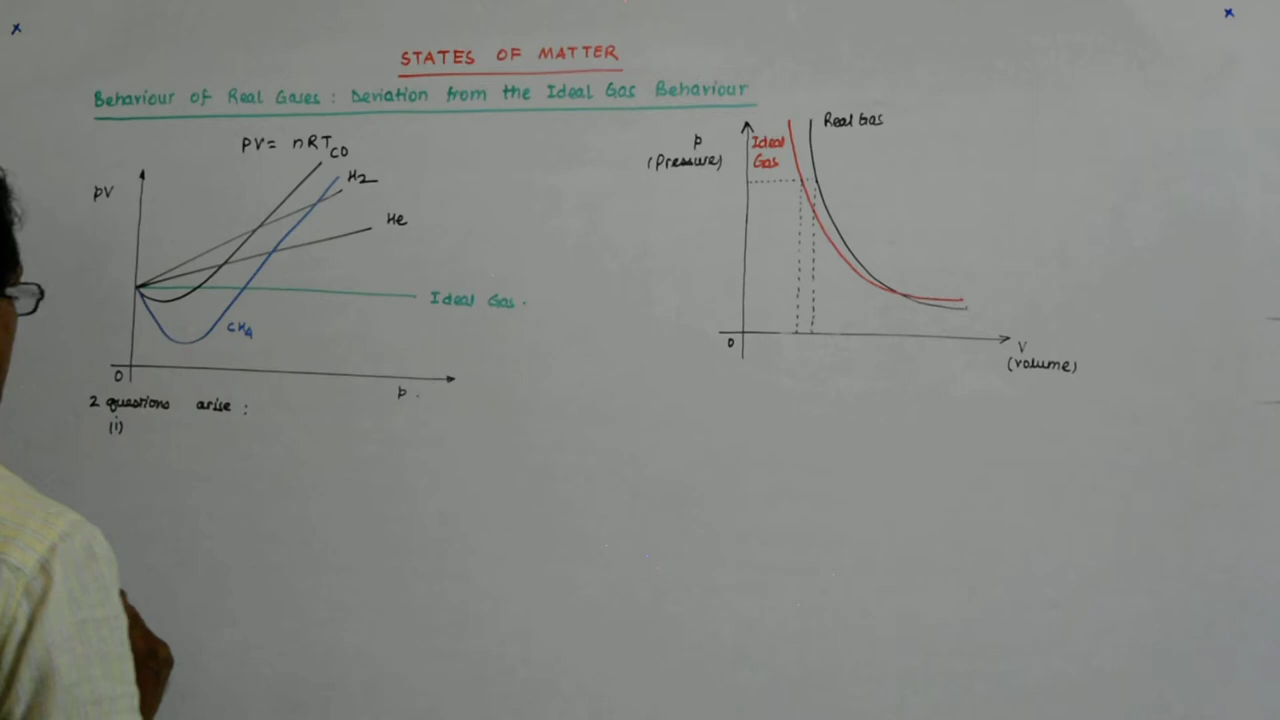 x
x
STATES OF MATTER
Behaviour of Real Gases : Deviation from the Ideal Gas Behaviour
PV = nRT
CO
H2
He
pV
Ideal Gas.
CH4
0
p.
2 questions arise :
(i)
Real Gas
p
(Pressure)
Ideal
Gas
0
V
(volume)